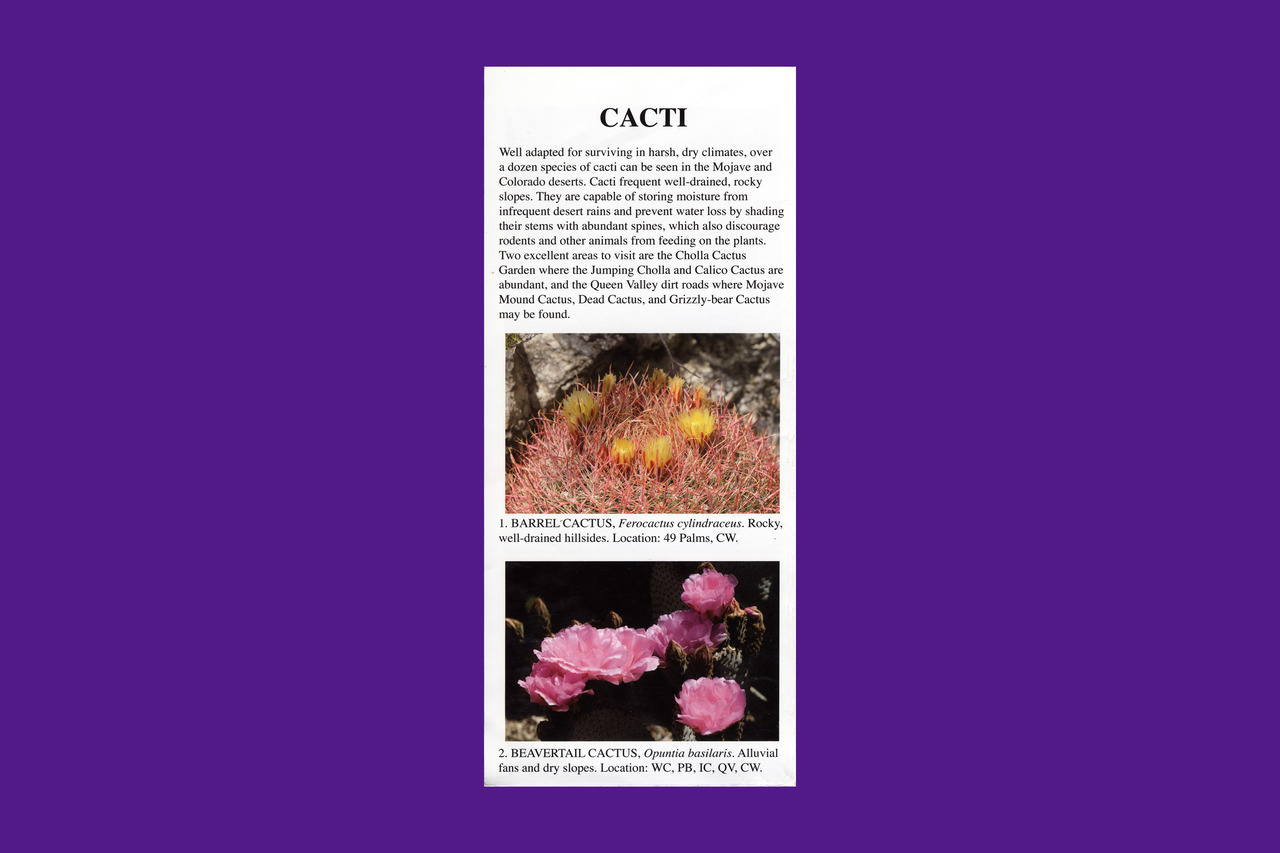 CACTI
Well adapted for surviving in harsh, dry climates, over
a dozen species of cacti can be seen in the Mojave and
Colorado deserts. Cacti frequent well-drained, rocky
slopes. They are capable of storing moisture from
infrequent desert rains and prevent water loss by shading
their stems with abundant spines, which also discourage
rodents and other animals from feeding on the plants.
Two excellent areas to visit are the Cholla Cactus
Garden where the Jumping Cholla and Calico Cactus are
abundant, and the Queen Valley dirt roads where Mojave
Mound Cactus, Dead Cactus, and Grizzly-bear Cactus
may be found.
1. BARREL CACTUS, Ferocactus cylindraceus. Rocky,
well-drained hillsides. Location: 49 Palms, CW.
2. BEAVERTAIL CACTUS, Opuntia basilaris. Alluvial
fans and dry slopes. Location: WC, PB, IC, QV, CW.